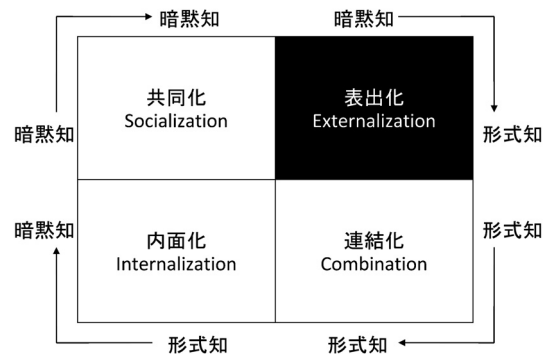 暗黙知
暗黙知
共同化
Socialization
表出化
Externalization
暗黙知
形式知
暗黙知
形式知
内面化
Internalization
連結化
Combination
形式知
形式知